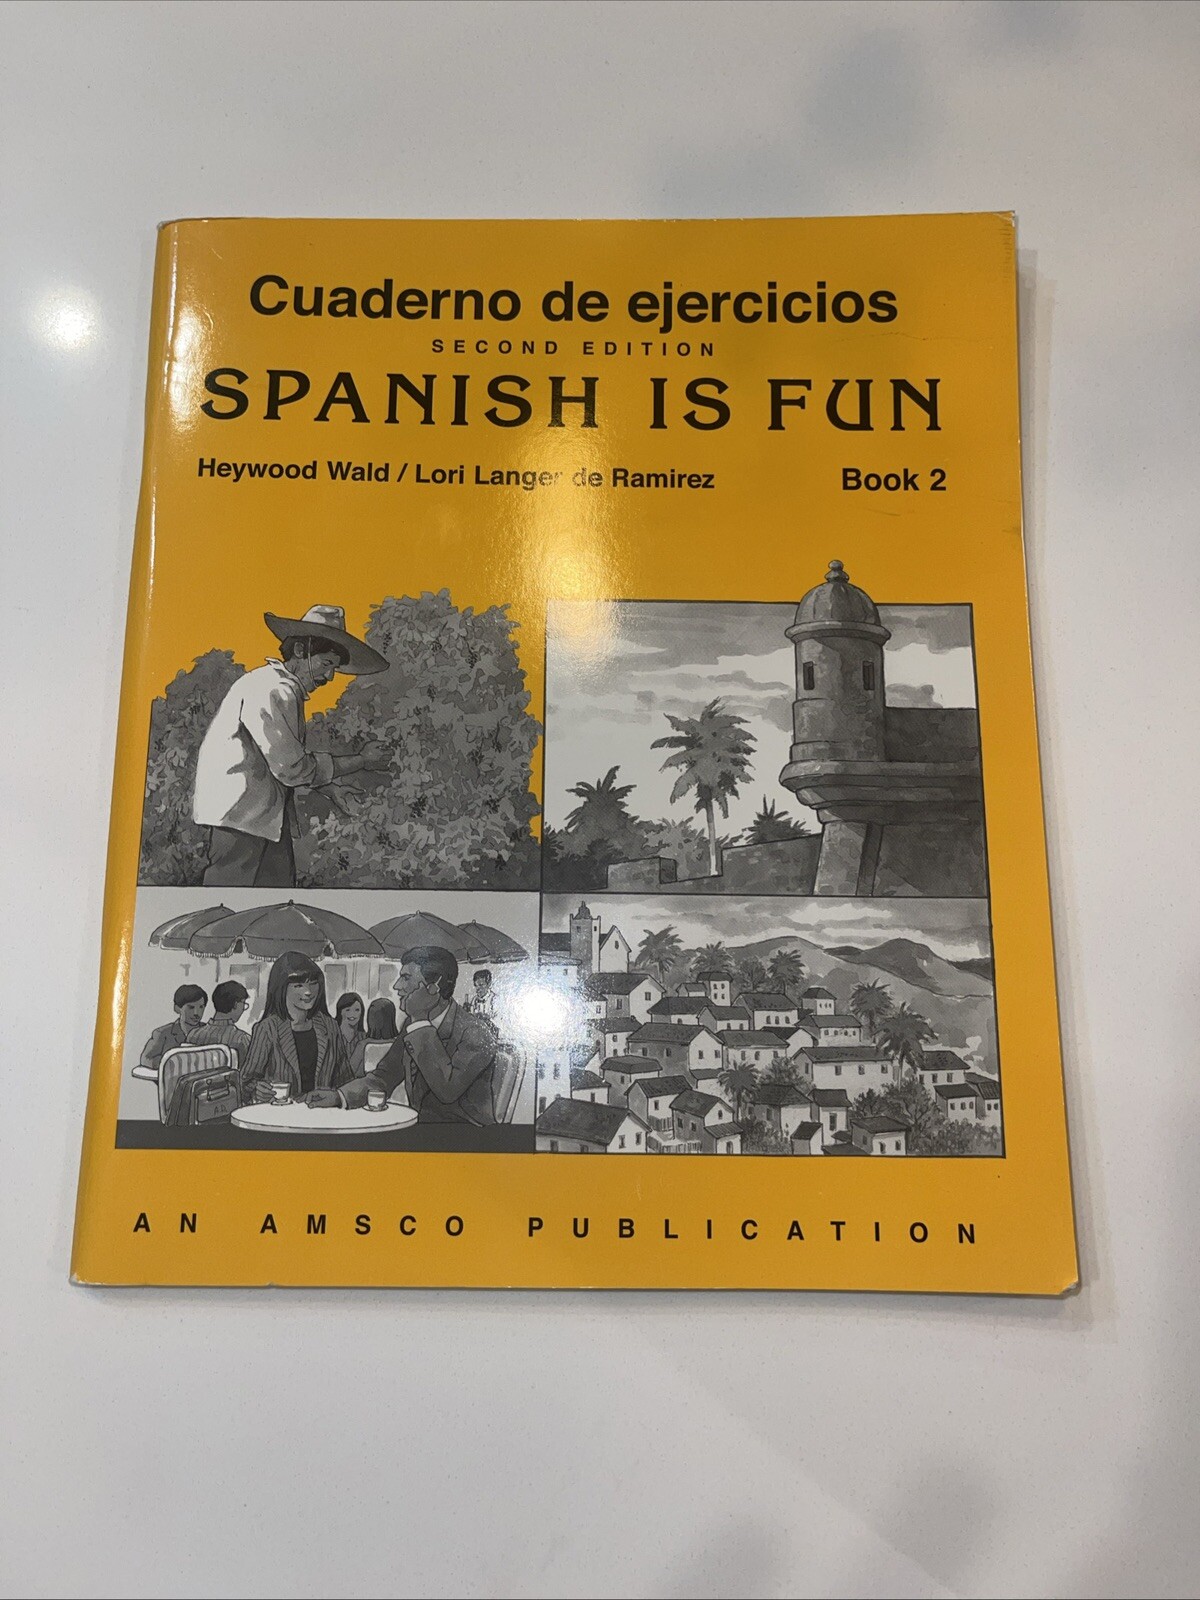 Cuaderno de ejercicios
SECOND EDITION
SPANISH IS FUN
Heywood Wald / Lori Langer de Ramirez
Book 2
AN AMSCO PUBLICATION